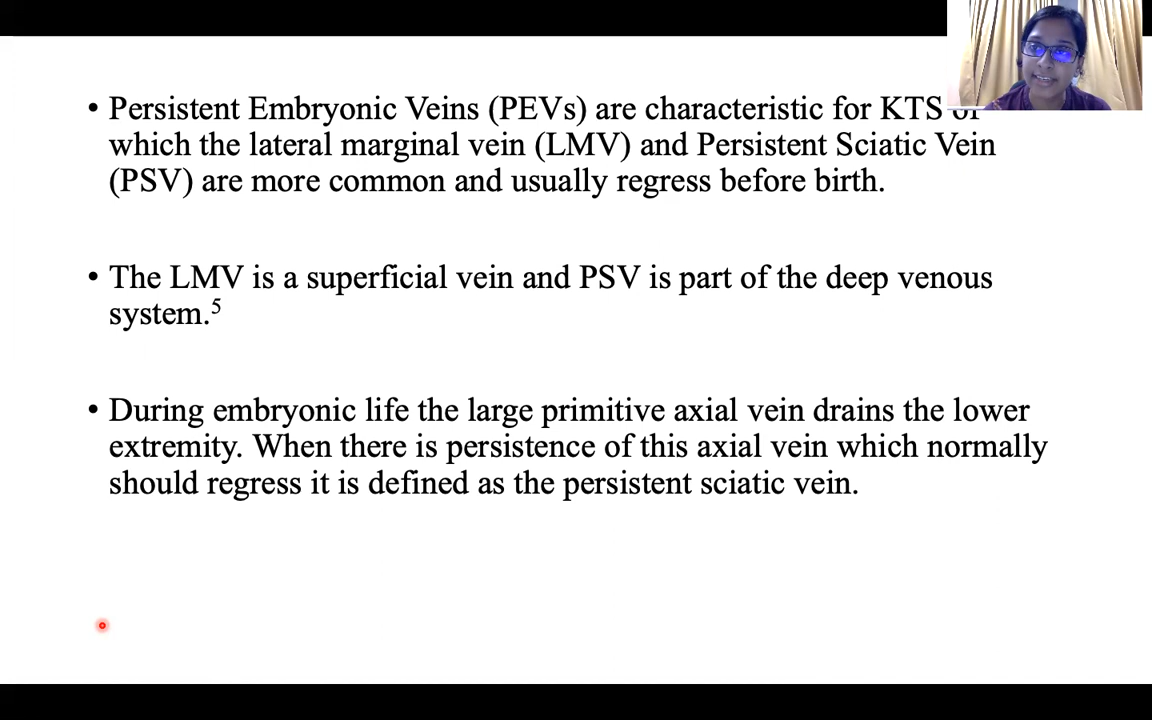 • Persistent Embryonic Veins (PEVs) are characteristic for KTS of
which the lateral marginal vein (LMV) and Persistent Sciatic Vein
(PSV) are more common and usually regress before birth.
• The LMV is a superficial vein and PSV is part of the deep venous
system.⁵
• During embryonic life the large primitive axial vein drains the lower
extremity. When there is persistence of this axial vein which normally
should regress it is defined as the persistent sciatic vein.